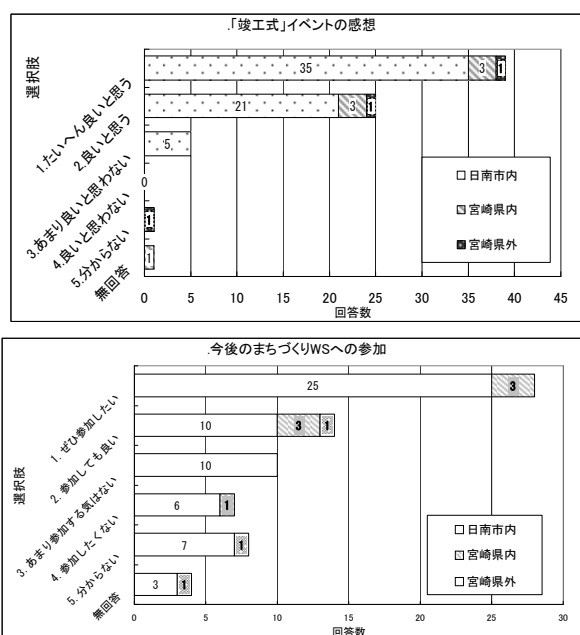 .「竣工式」イベントの感想
選択肢
1.たいへん良いと思う
2.良いと思う
3.あまり良いと思わない
4.良いと思わない
5.分からない
無回答
35
3
1
21
3
1
5
0
1
1
日南市内
宮崎県内
宮崎県外
0 5 10 15 20 25 30 35 40 45
回答数
.今後のまちづくりWSへの参加
選択肢
1. ぜひ参加したい
2. 参加しても良い
3. あまり参加する気はない
4. 参加したくない
5. 分からない
無回答
25
3
10
3
1
10
6
1
7
1
3
1
日南市内
宮崎県内
宮崎県外
0 5 10 15 20 25 30
回答数